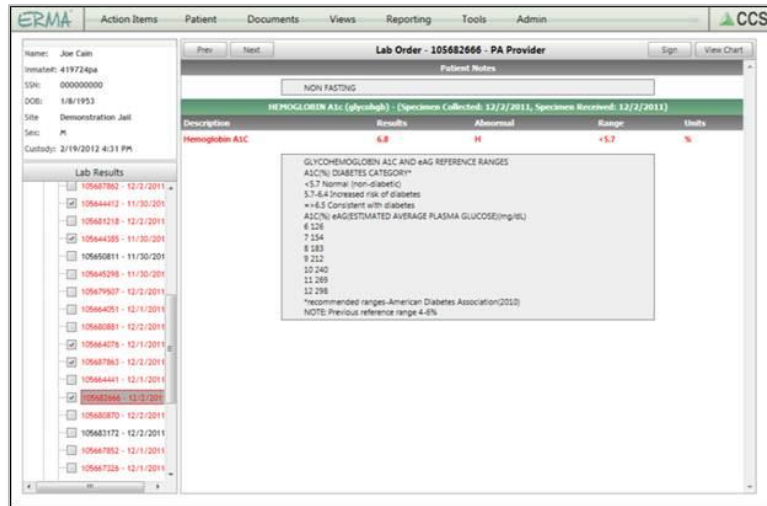 ERMA Action Items Patient Documents Views Reporting Tools Admin CCS
Name: Joe Cain
Inmate#: 419724pa
SSN: 000000000
DOB: 1/8/1953
Site Demonstration Jail
Sex: M
Custody: 2/19/2012 4:31 PM
Lab Results
105687862 - 12/2/2011
105644412 - 11/30/201
105681218 - 12/2/2011
105644385 - 11/30/201
105650811 - 11/30/201
105645298 - 11/30/201
105679507 - 12/2/2011
105664051 - 12/1/2011
105680881 - 12/2/2011
105664076 - 12/1/2011
105687863 - 12/2/2011
105664441 - 12/1/2011
105682666 - 12/2/2011
105680870 - 12/2/2011
105683172 - 12/2/2011
105667852 - 12/1/2011
105667326 - 12/1/2011
Prev Next Lab Order - 105682666 - PA Provider Sign View Chart
Patient Notes
NON FASTING
HEMOGLOBIN A1c (glycohgb) - (Specimen Collected: 12/2/2011, Specimen Received: 12/2/2011)
Description Results Abnormal Range Units
Hemoglobin A1C 6.8 H <5.7 %
GLYCOHEMOGLOBIN A1C AND eAG REFERENCE RANGES
A1C(%) DIABETES CATEGORY*
<5.7 Normal (non-diabetic)
5.7-6.4 Increased risk of diabetes
=>6.5 Consistent with diabetes
A1C(%) eAG(ESTIMATED AVERAGE PLASMA GLUCOSE)(mg/dL)
6 126
7 154
8 183
9 212
10 240
11 269
12 298
*recommended ranges-American Diabetes Association(2010)
NOTE: Previous reference range 4-6%